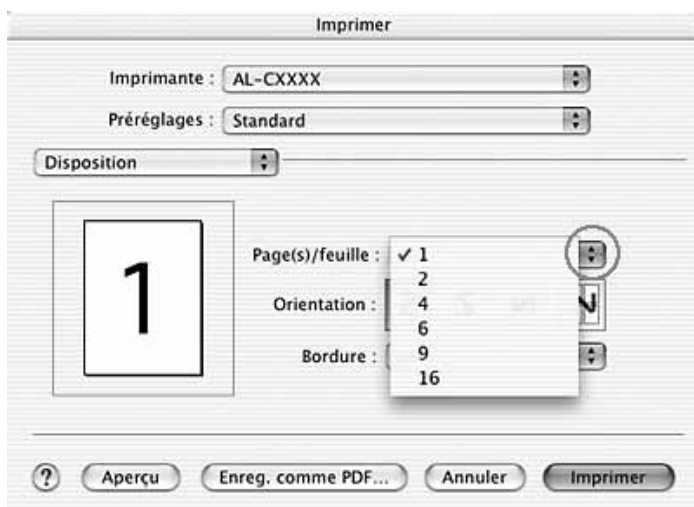 Imprimer
Imprimante : AL-CXXXX
Préréglages : Standard
Disposition
1
Page(s)/feuille : ✓ 1
2
Orientation : 4
6
Bordure : 9
16
? Aperçu Enreg. comme PDF... Annuler Imprimer